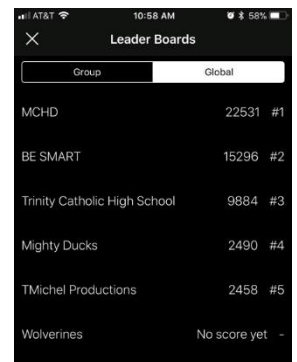 AT&T 10:58 AM 58%
Leader Boards
Group Global
MCHD 22531 #1
BE SMART 15296 #2
Trinity Catholic High School 9884 #3
Mighty Ducks 2490 #4
TMichel Productions 2458 #5
Wolverines No score yet -